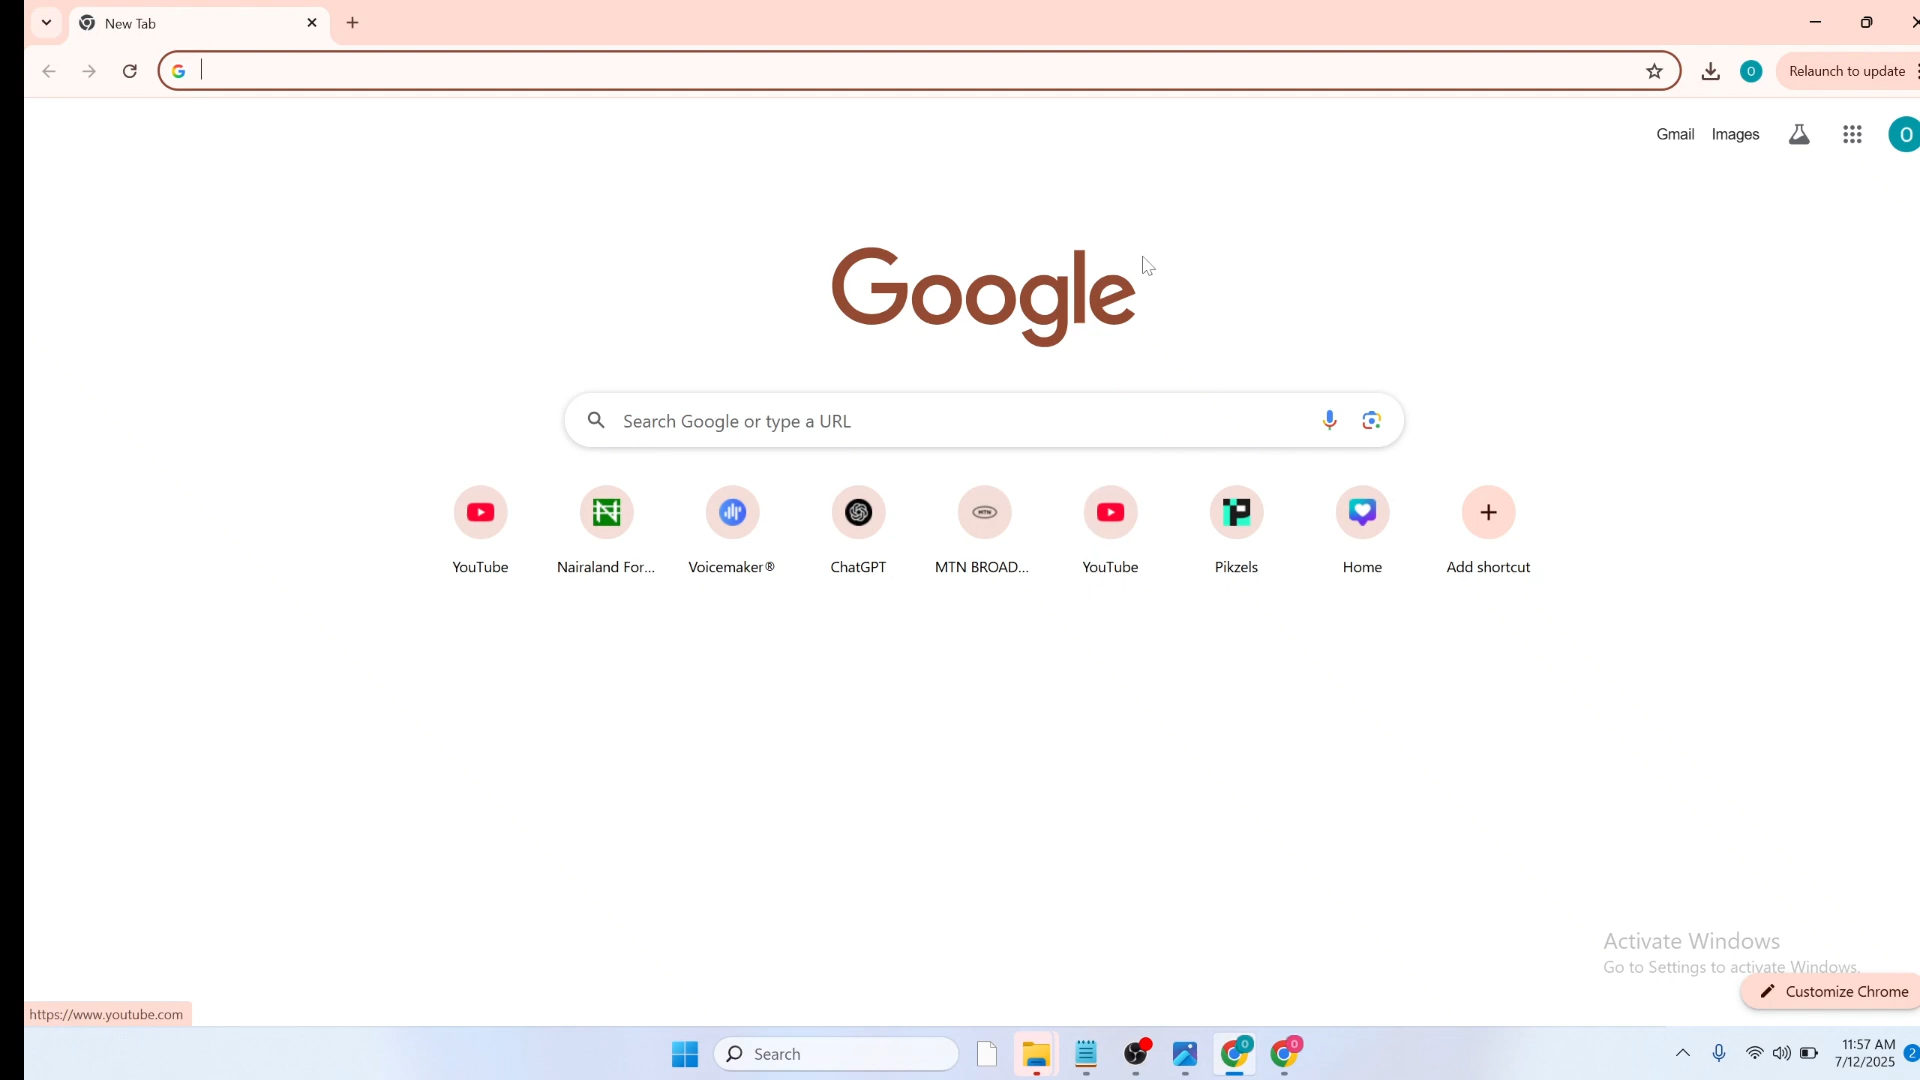 New Tab
Relaunch to update
O
Gmail Images
O
Google
Search Google or type a URL
YouTube
Nairaland For...
Voicemaker®
ChatGPT
MTN
MTN BROAD...
YouTube
Pikzels
Home
Add shortcut
Activate Windows
Go to Settings to activate Windows.
Customize Chrome
https://www.youtube.com
Search
O
O
11:57 AM
7/12/2025
2